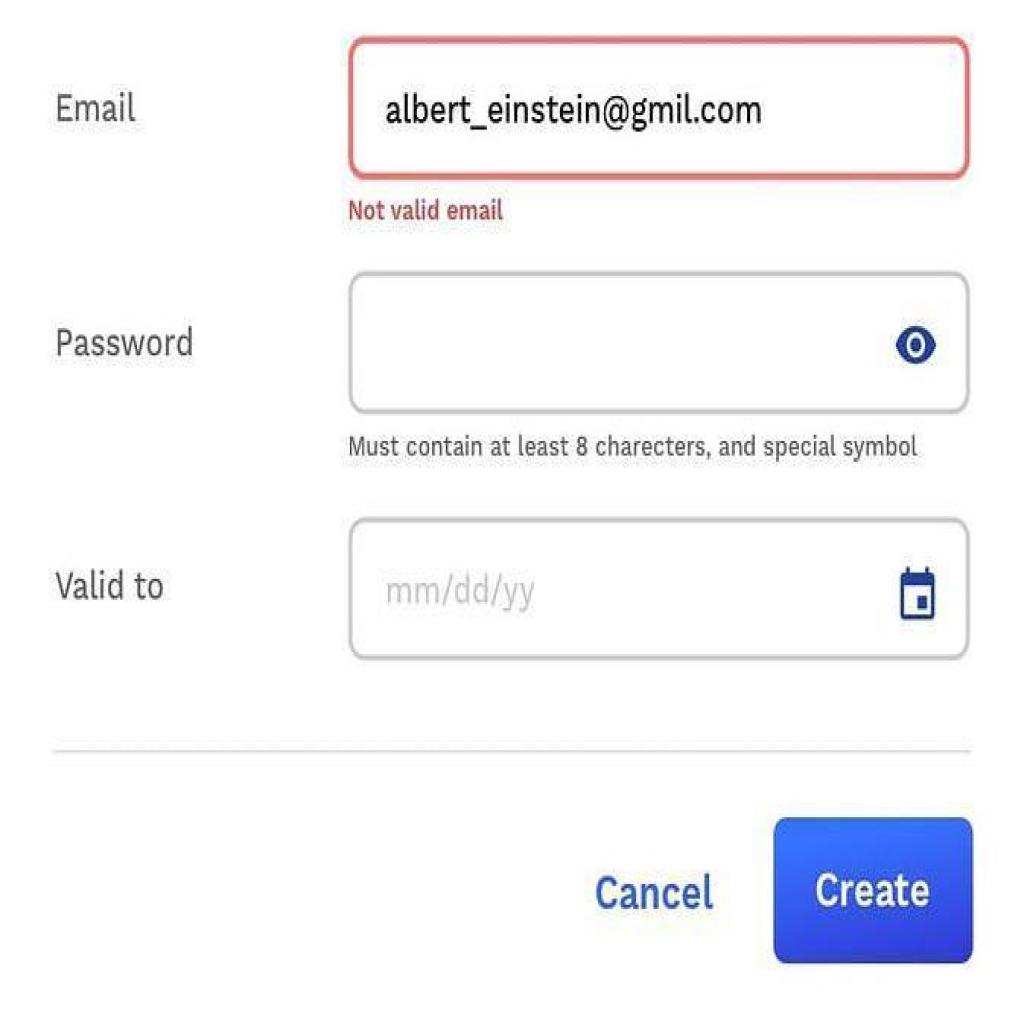 Email
albert_einstein@gmil.com
Not valid email
Password
Must contain at least 8 charecters, and special symbol
Valid to
mm/dd/yy
Cancel
Create